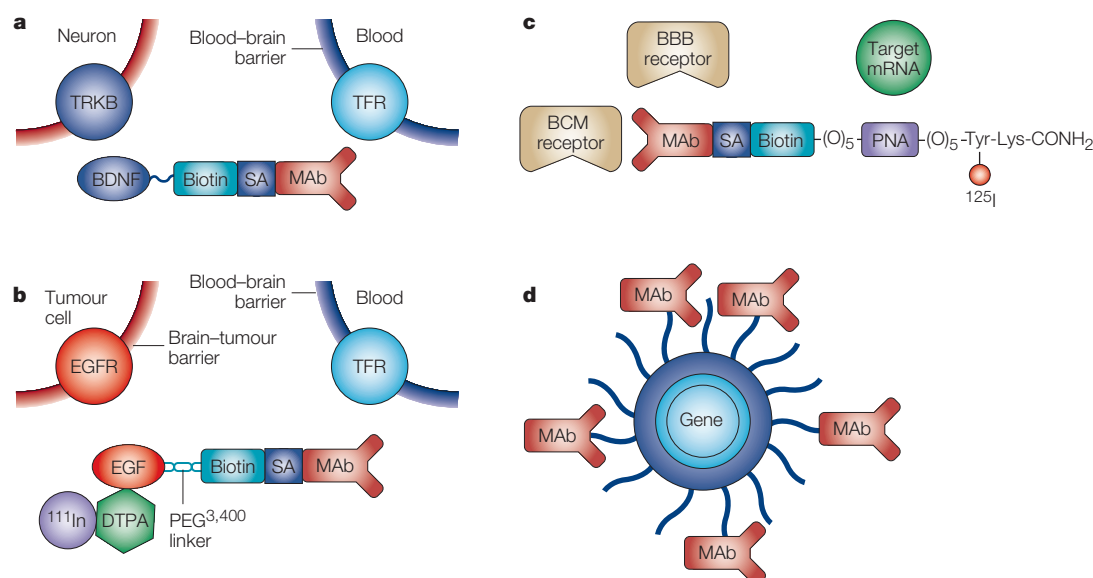 a
Neuron
Blood–brain
barrier
Blood
TRKB
TFR
BDNF
Biotin
SA
MAb
b
Tumour
cell
Blood–brain
barrier
Blood
Brain–tumour
barrier
EGFR
TFR
EGF
Biotin
SA
MAb
111In
DTPA
PEG3,400
linker
c
BBB
receptor
Target
mRNA
BCM
receptor
MAb
SA
Biotin
(O)5
PNA
(O)5
Tyr-Lys-CONH2
125I
d
MAb
MAb
Gene
MAb
MAb
MAb